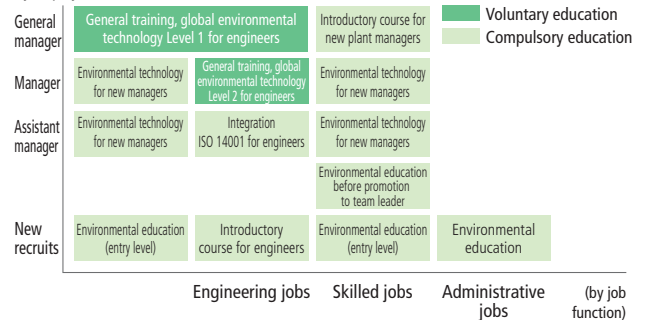 General
manager
General training, global environmental
technology Level 1 for engineers
Introductory course for
new plant managers
Voluntary education
Compulsory education
Manager
Environmental technology
for new managers
General training, global
environmental technology
Level 2 for engineers
Environmental technology
for new managers
Assistant
manager
Environmental technology
for new managers
Integration
ISO 14001 for engineers
Environmental technology
for new managers
Environmental education
before promotion
to team leader
New
recruits
Environmental education
(entry level)
Introductory
course for engineers
Environmental education
(entry level)
Environmental
education
Engineering jobs
Skilled jobs
Administrative
jobs
(by job
function)